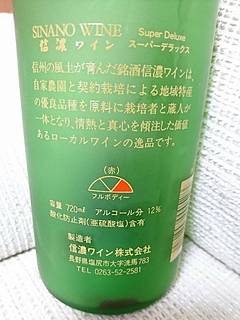 SINANO WINE Super Deluxe
信濃ワイン スーパーデラックス
信州の風土が育んだ銘酒信濃ワインは、
自家農園と契約栽培による地域特産
の優良品種を原料に栽培者と蔵人が
一体となり、情熱と真心を傾注した価値
あるローカルワインの逸品です。
(赤)
フルボディー
容量 720ml アルコール分 12%
酸化防止剤(亜硫酸塩)含有
製造者
信濃ワイン株式会社
長野県塩尻市大字洗馬783
TEL 0263-52-2581